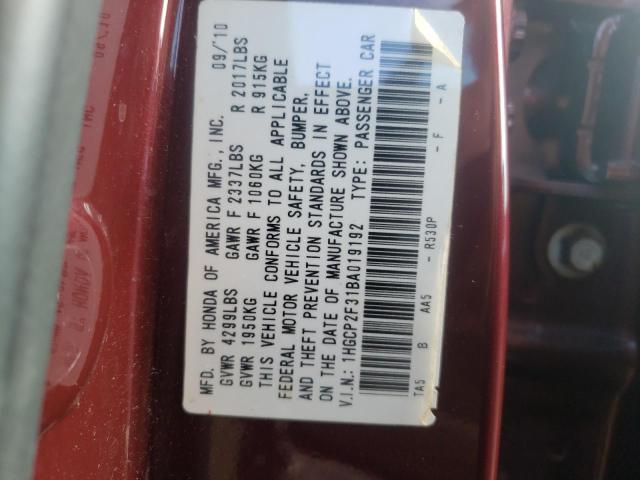 MFD. BY HONDA OF AMERICA MFG., INC. 09/10
GVWR 4299LBS GAWR F 2337LBS R 2017LBS
GVWR 1950KG GAWR F 1060KG R 915KG
THIS VEHICLE CONFORMS TO ALL APPLICABLE
FEDERAL MOTOR VEHICLE SAFETY, BUMPER,
AND THEFT PREVENTION STANDARDS IN EFFECT
ON THE DATE OF MANUFACTURE SHOWN ABOVE.
V.I.N.: 1HGCP2F31BA019192 TYPE: PASSENGER CAR
TA5 B AA5 - R530P - F - A